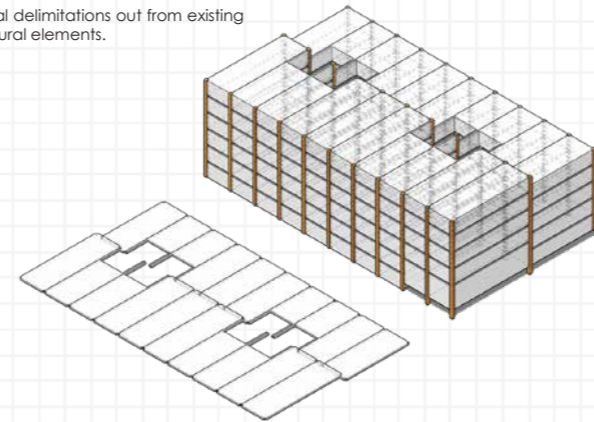 al delimitations out from existing
ural elements.